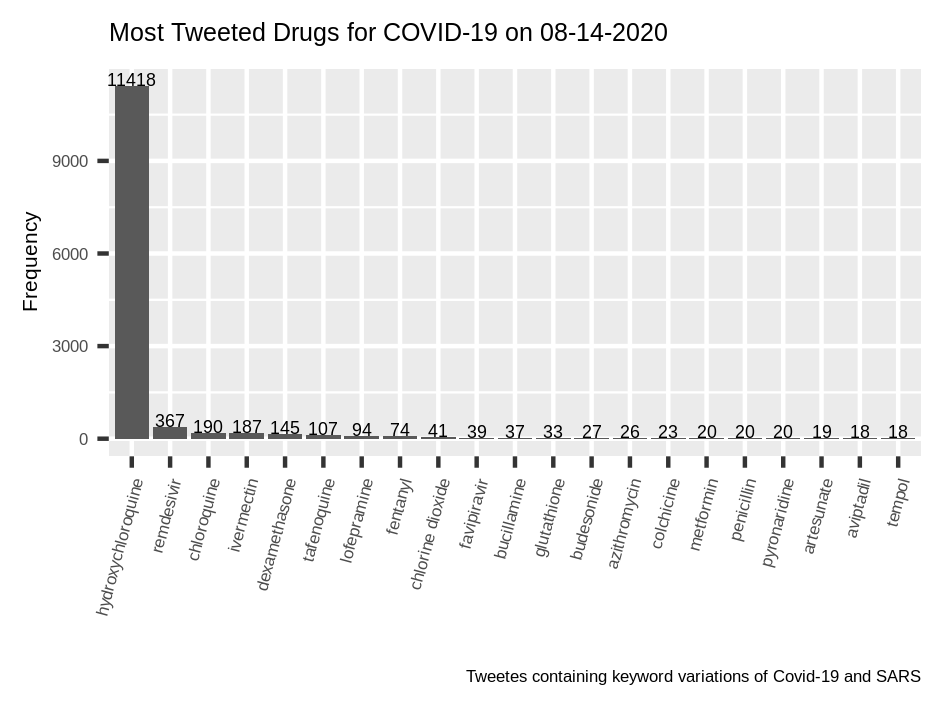 Most Tweeted Drugs for COVID-19 on 08-14-2020
11418
9000
6000
3000
0
Frequency
367
190
187
145
107
94
74
41
39
37
33
27
26
23
20
20
20
19
18
18
hydroxychloroquine
remdesivir
chloroquine
ivermectin
dexamethasone
tafenoquine
lofepramine
fentanyl
chlorine dioxide
favipiravir
bucillamine
glutathione
budesonide
azithromycin
colchicine
metformin
penicillin
pyronaridine
artesunate
aviptadil
tempol
Tweetes containing keyword variations of Covid-19 and SARS